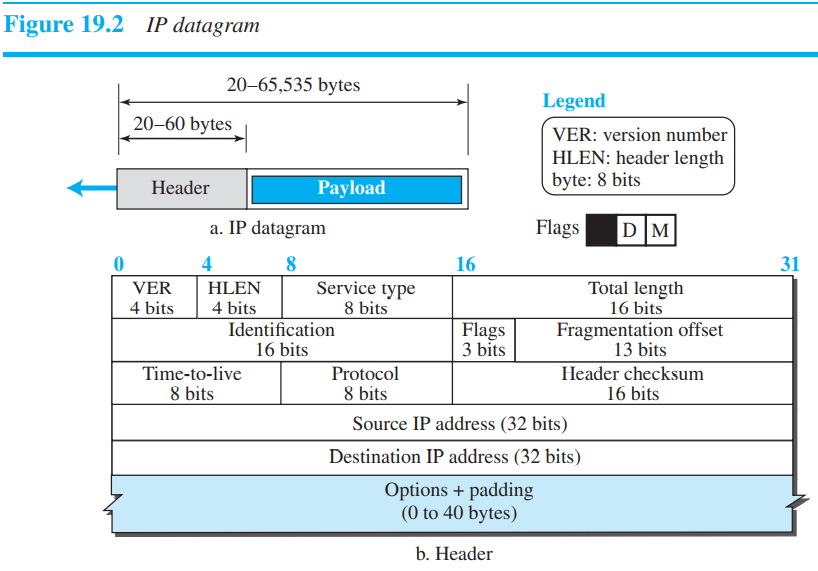 Figure 19.2 IP datagram
20–65,535 bytes
20–60 bytes
Header
Payload
a. IP datagram
Legend
VER: version number
HLEN: header length
byte: 8 bits
Flags
D
M
0
4
8
16
31
VER
4 bits
HLEN
4 bits
Service type
8 bits
Total length
16 bits
Identification
16 bits
Flags
3 bits
Fragmentation offset
13 bits
Time-to-live
8 bits
Protocol
8 bits
Header checksum
16 bits
Source IP address (32 bits)
Destination IP address (32 bits)
Options + padding
(0 to 40 bytes)
b. Header